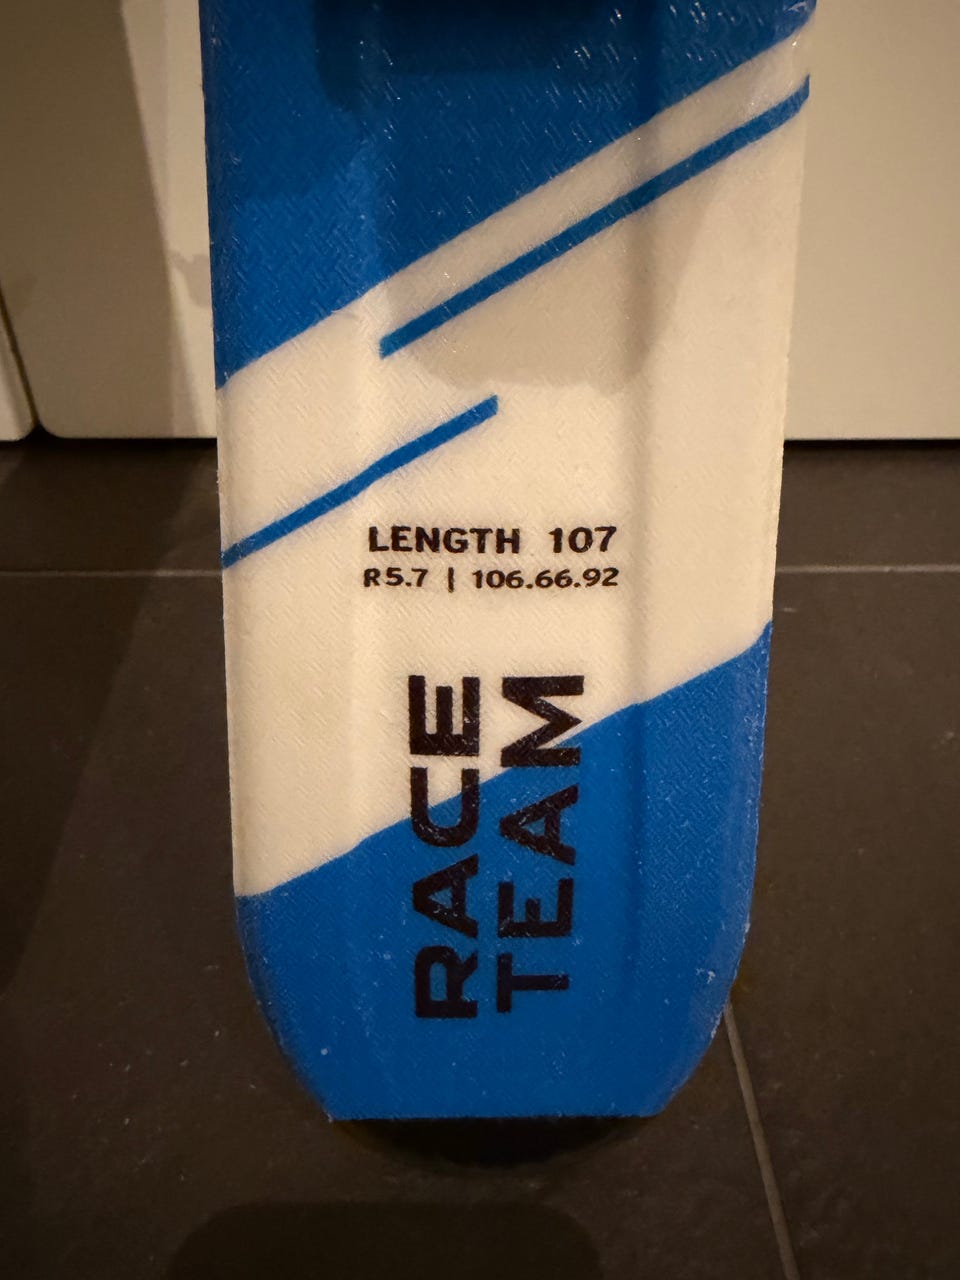 LENGTH 107
R5.7 | 106.66.92
RACE
TEAM